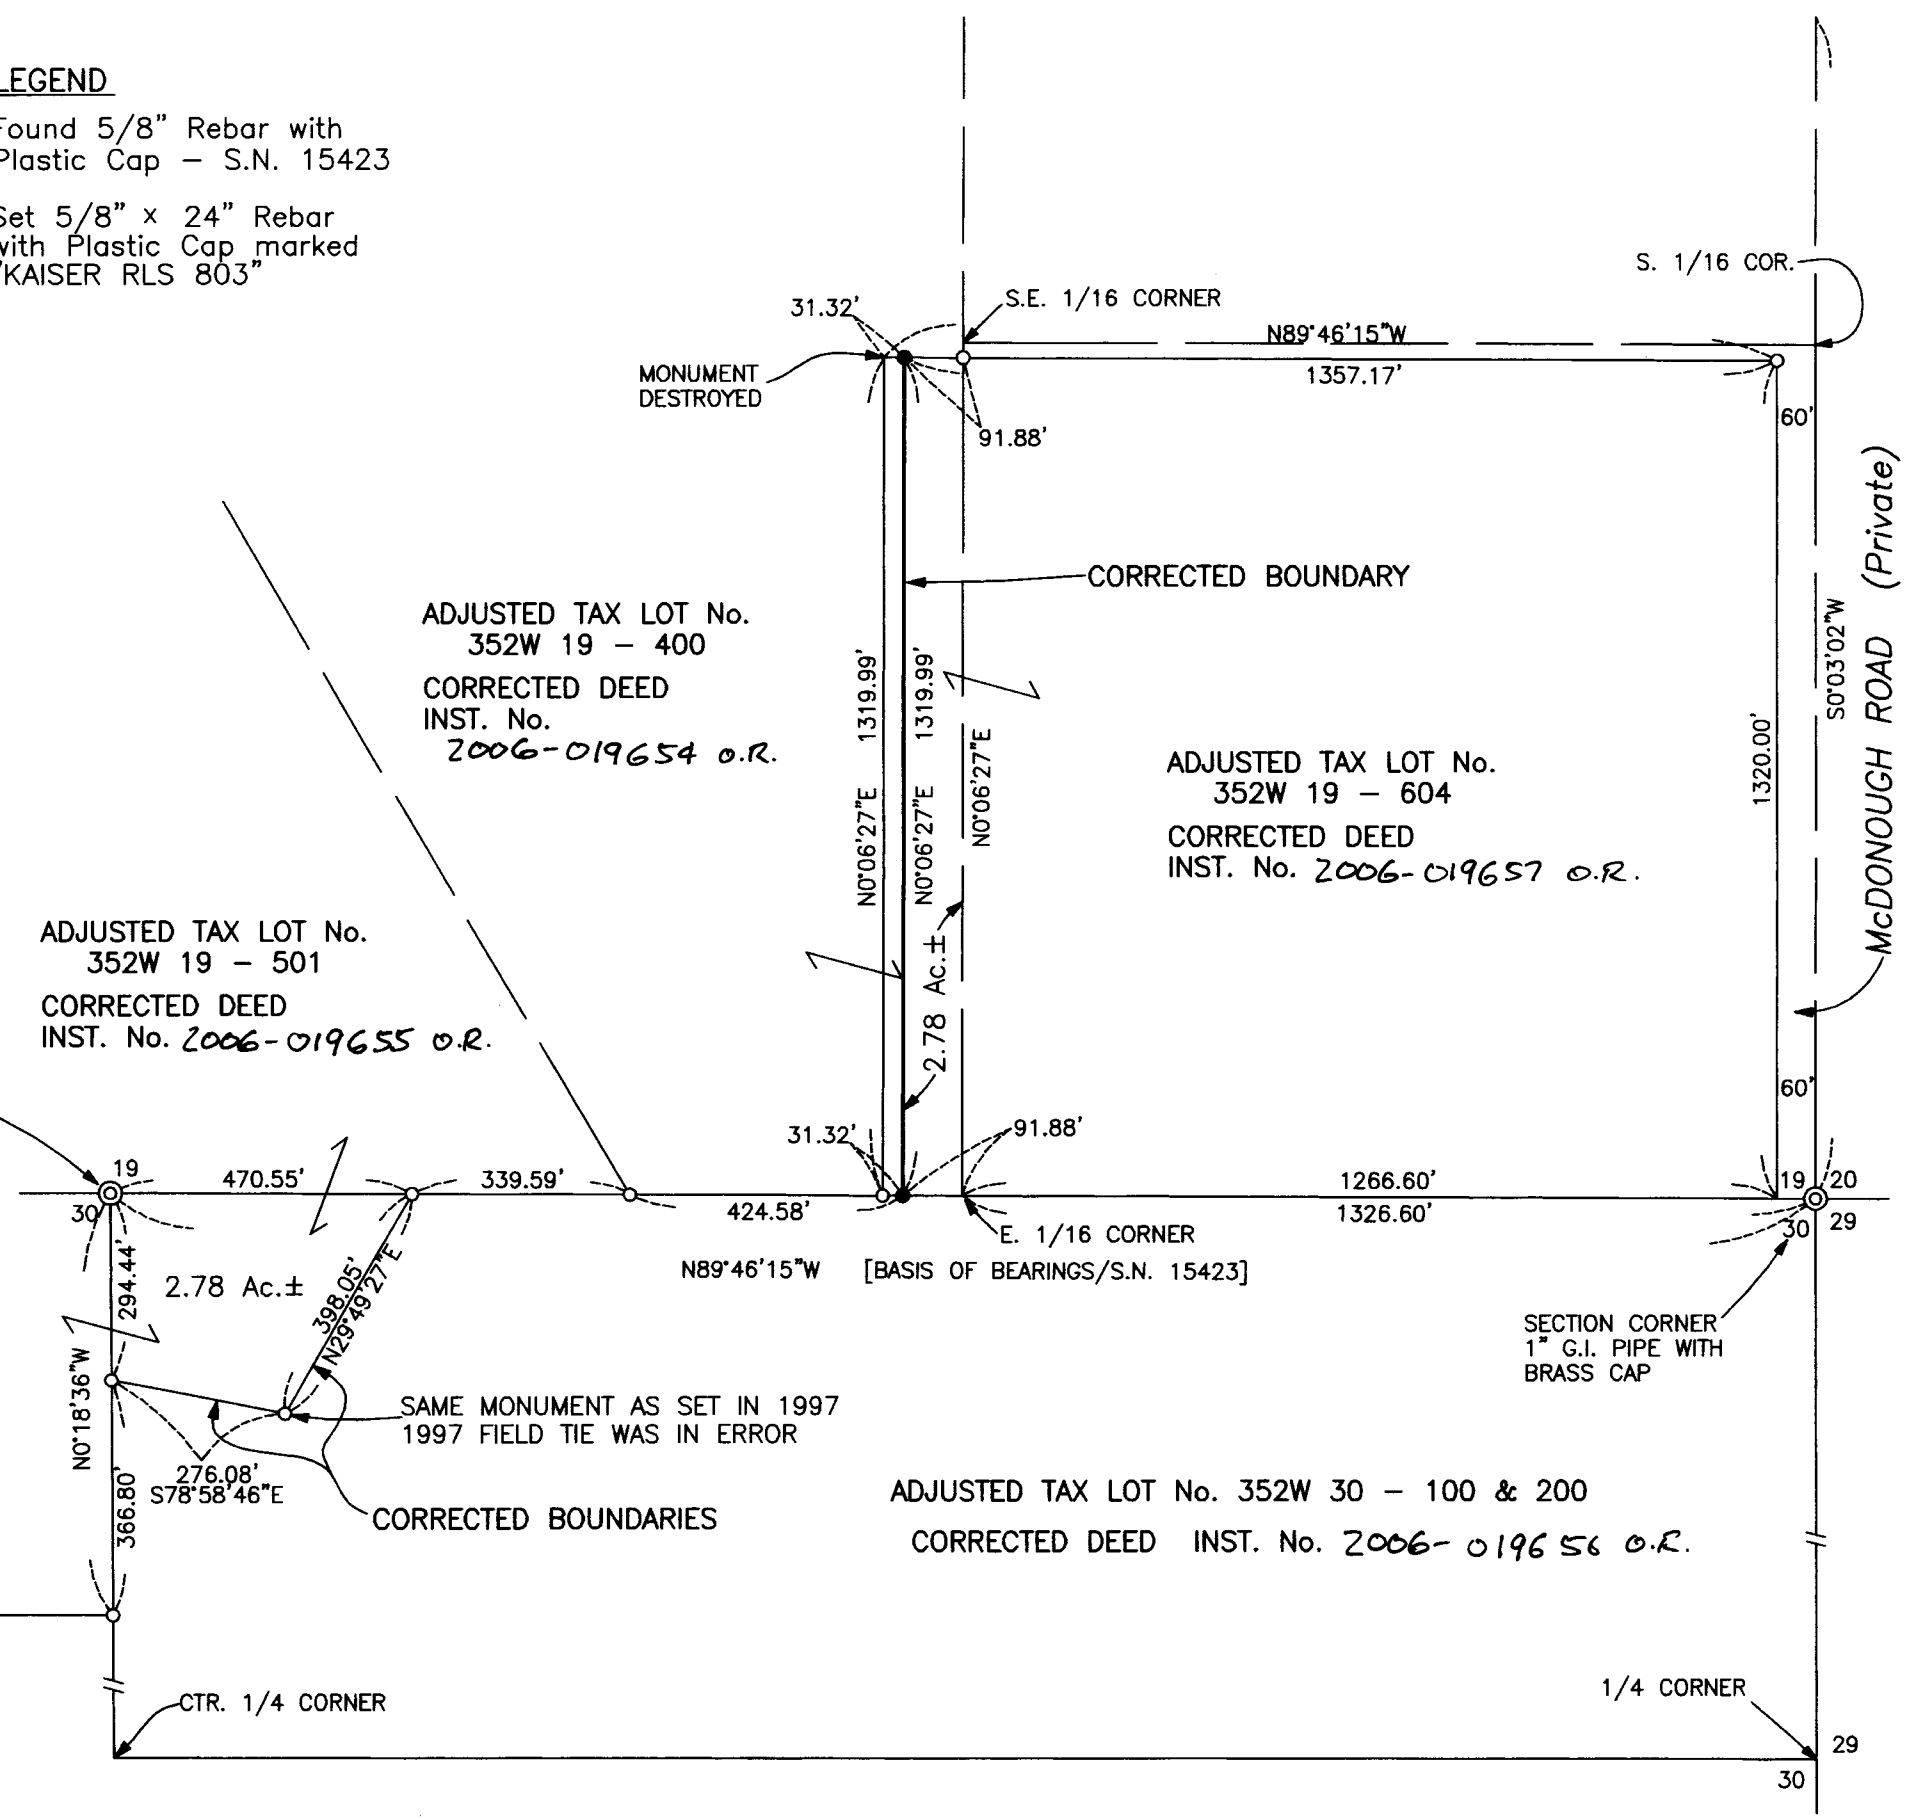 LEGEND
Found 5/8" Rebar with
Plastic Cap – S.N. 15423
Set 5/8" x 24" Rebar
with Plastic Cap marked
"KAISER RLS 803"
S. 1/16 COR.
S.E. 1/16 CORNER
31.32'
N89°46'15"W
1357.17'
MONUMENT
DESTROYED
60'
91.88'
McDONOUGH ROAD (Private)
CORRECTED BOUNDARY
S0°03'02"W
ADJUSTED TAX LOT No.
352W 19 – 400
CORRECTED DEED
INST. No.
2006-019654 O.R.
N0°06'27"E 1319.99'
N0°06'27"E 1319.99'
N0°06'27"E
1320.00'
ADJUSTED TAX LOT No.
352W 19 – 604
CORRECTED DEED
INST. No. 2006-019657 O.R.
ADJUSTED TAX LOT No.
352W 19 – 501
CORRECTED DEED
INST. No. 2006-019655 O.R.
2.78 Ac.±
60'
31.32'
91.88'
19
470.55'
339.59'
1266.60'
19 20
30
424.58'
1326.60'
30 29
E. 1/16 CORNER
N89°46'15"W [BASIS OF BEARINGS/S.N. 15423]
294.44'
2.78 Ac.±
398.05'
N29°49'27"E
SECTION CORNER
1" G.I. PIPE WITH
BRASS CAP
N0°18'36"W
SAME MONUMENT AS SET IN 1997
1997 FIELD TIE WAS IN ERROR
276.08'
S78°58'46"E
366.80'
CORRECTED BOUNDARIES
ADJUSTED TAX LOT No. 352W 30 – 100 & 200
CORRECTED DEED INST. No. 2006-019656 O.R.
CTR. 1/4 CORNER
1/4 CORNER
29
30